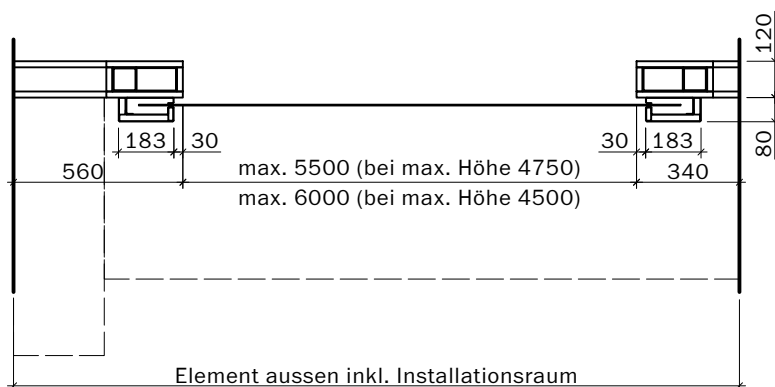 120
183
30
30
183
80
560
max. 5500 (bei max. Höhe 4750)
340
max. 6000 (bei max. Höhe 4500)
Element aussen inkl. Installationsraum